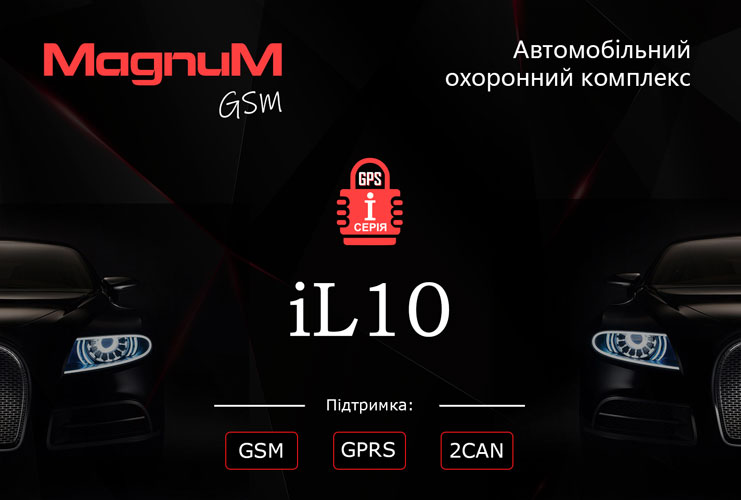 MagnuM
GSM
Автомобільний
охоронний комплекс
GPS
i
СЕРІЯ
iL10
Підтримка:
GSM
GPRS
2CAN